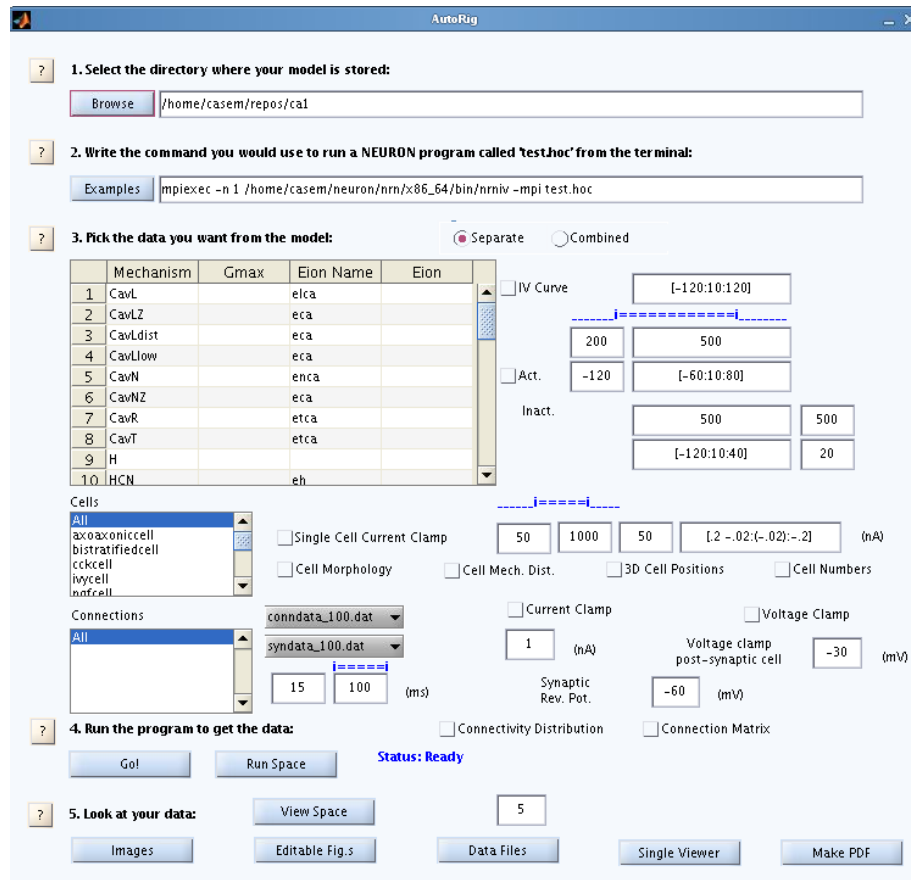 AutoRig
? 1. Select the directory where your model is stored:
Browse /home/casem/repos/ca1
? 2. Write the command you would use to run a NEURON program called 'test.hoc' from the terminal:
Examples mpiexec -n 1 /home/casem/neuron/nrn/x86_64/bin/nrniv -mpi test.hoc
? 3. Pick the data you want from the model: Separate Combined
Mechanism Gmax Eion Name Eion
1 CavL elca
2 CavLZ eca
3 CavLdist eca
4 CavLlow eca
5 CavN enca
6 CavNZ eca
7 CavR etca
8 CavT etca
9 H
10 HCN eh
IV Curve [-120:10:120]
______i============i_______
200 500
Act. -120 [-60:10:80]
Inact. 500 500
[-120:10:40] 20
Cells
All
axoaxoniccell
bistratifiedcell
cckcell
ivycell
ngfcell
_____i=====i____
Single Cell Current Clamp 50 1000 50 [.2 -.02:(-.02):-.2] (nA)
Cell Morphology Cell Mech. Dist. 3D Cell Positions Cell Numbers
Connections
All
conndata_100.dat
syndata_100.dat
i=====i
15 100 (ms)
Current Clamp Voltage Clamp
1 (nA) Voltage clamp
post-synaptic cell -30 (mV)
Synaptic
Rev. Pot. -60 (mV)
? 4. Run the program to get the data: Connectivity Distribution Connection Matrix
Go! Run Space Status: Ready
? 5. Look at your data: View Space 5
Images Editable Fig.s Data Files Single Viewer Make PDF